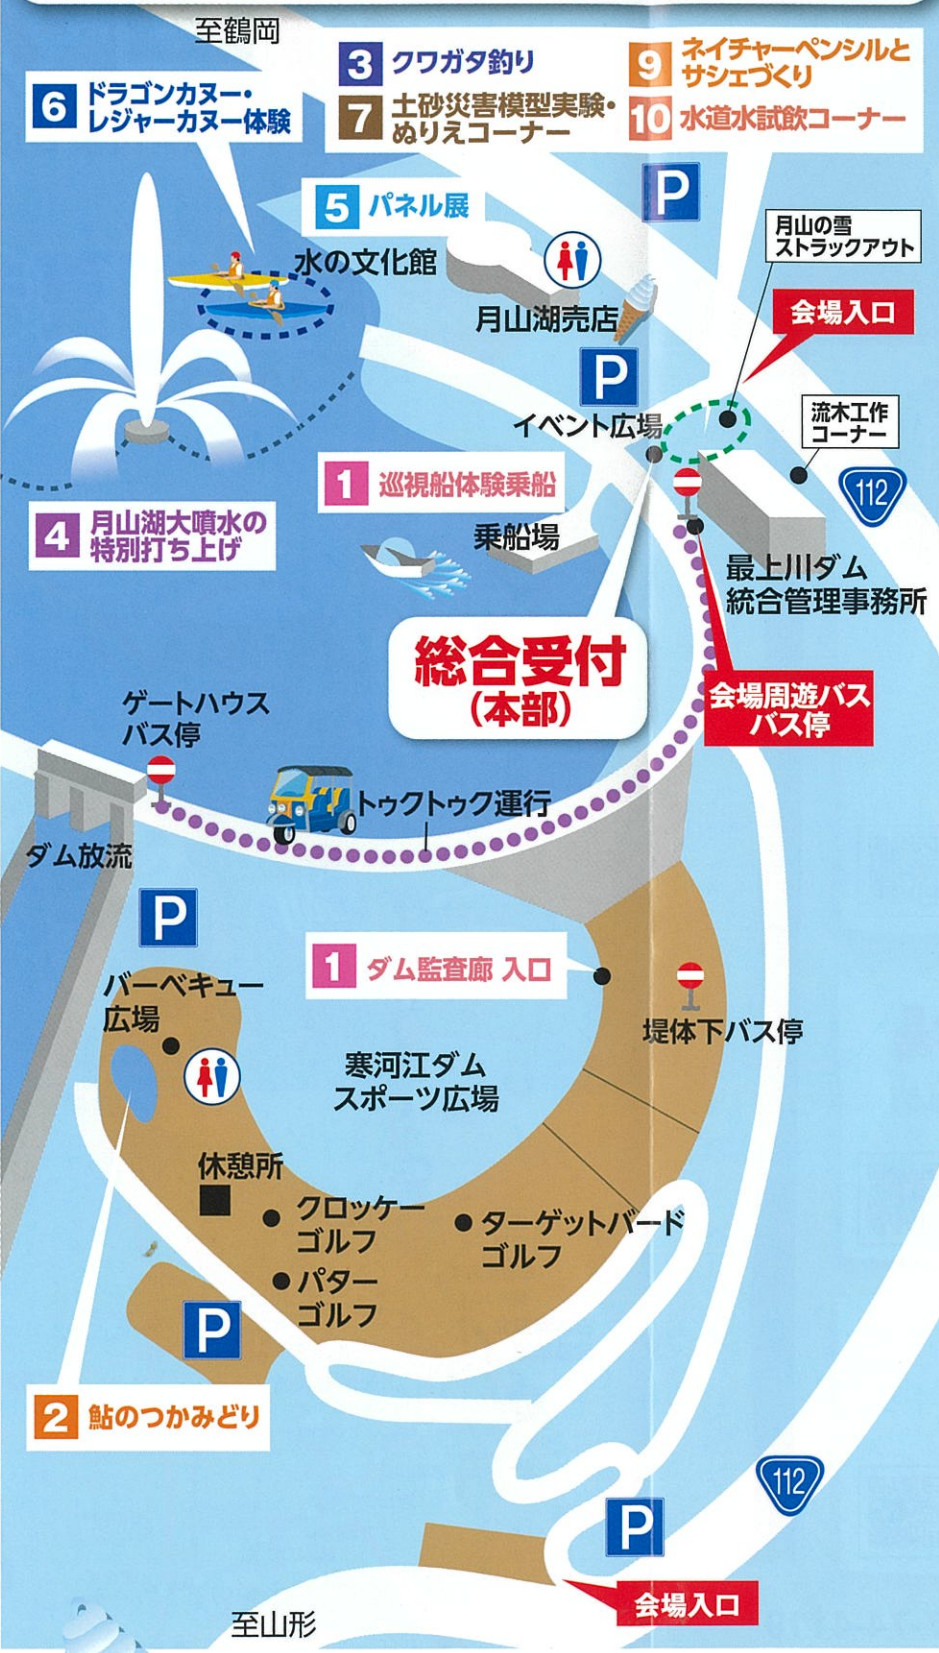 至鶴岡
3 クワガタ釣り
7 土砂災害模型実験・
ぬりえコーナー
9 ネイチャーペンシルと
サシェづくり
10 水道水試飲コーナー
6 ドラゴンカヌー・
レジャーカヌー体験
P
5 パネル展
水の文化館
月山湖売店
月山の雪
ストラックアウト
会場入口
P
イベント広場
流木工作
コーナー
112
1 巡視船体験乗船
乗船場
4 月山湖大噴水の
特別打ち上げ
最上川ダム
統合管理事務所
総合受付
(本部)
会場周遊バス
バス停
ゲートハウス
バス停
トゥクトゥク運行
ダム放流
P
1 ダム監査廊 入口
バーベキュー
広場
堤体下バス停
寒河江ダム
スポーツ広場
休憩所
クロッケー
ゴルフ
ターゲットバード
ゴルフ
パター
ゴルフ
P
2 鮎のつかみどり
112
P
会場入口
至山形